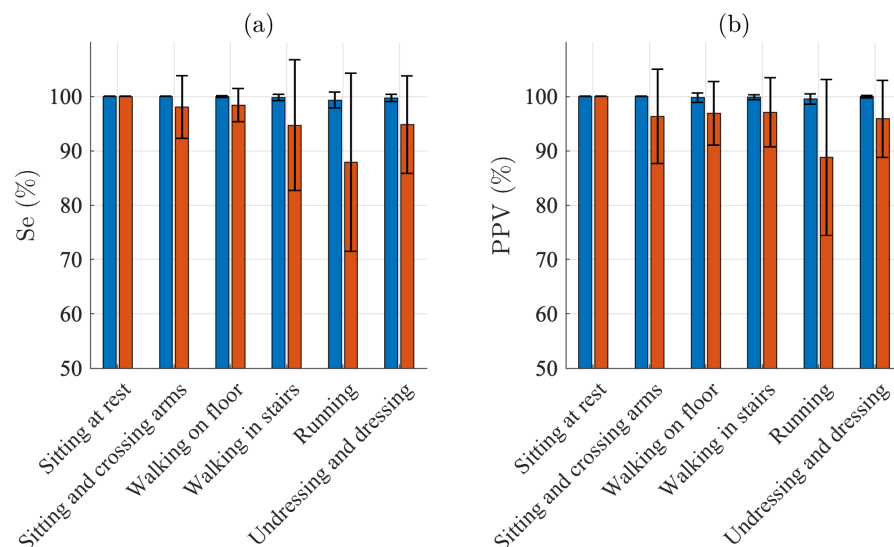 (a)
Se (%)
100
90
80
70
60
50
Sitting at rest
Sitting and crossing arms
Walking on floor
Walking in stairs
Running
Undressing and dressing
(b)
PPV (%)
100
90
80
70
60
50
Sitting at rest
Sitting and crossing arms
Walking on floor
Walking in stairs
Running
Undressing and dressing